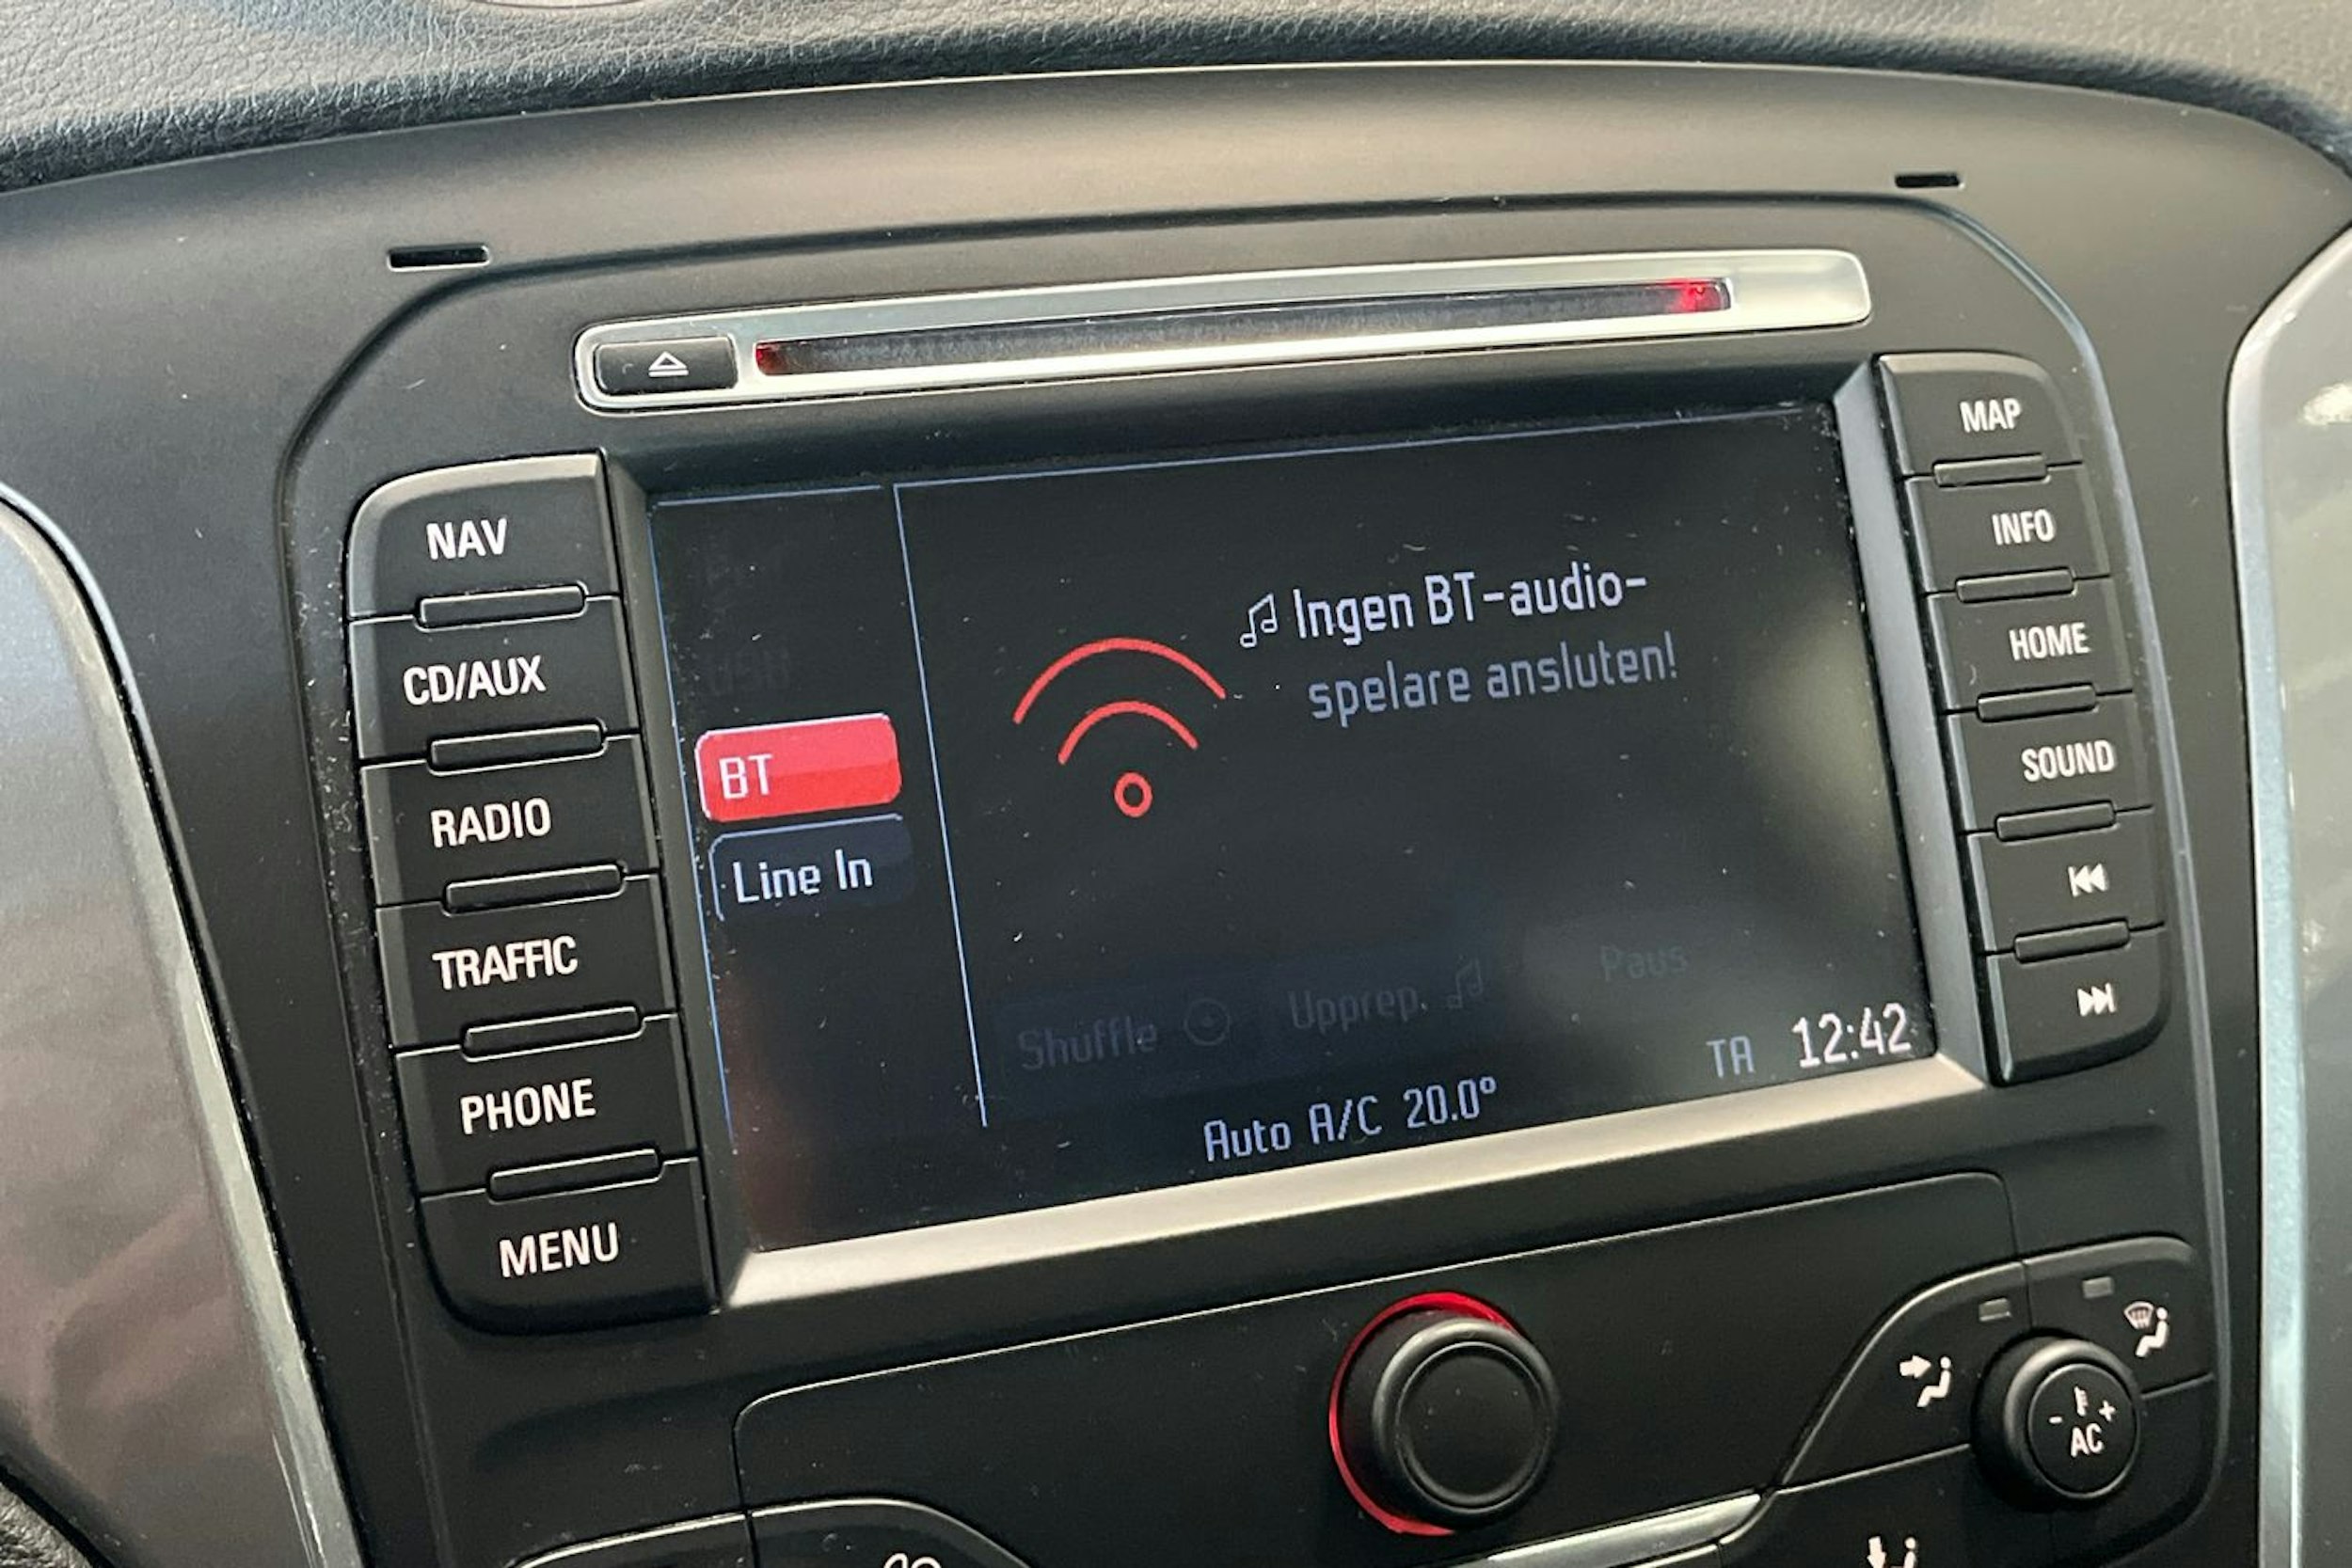 NAV
CD/AUX
RADIO
TRAFFIC
PHONE
MENU
USB
BT
Line In
Ingen BT-audio-
spelare ansluten!
Shuffle
Upprep.
Paus
TA 12:42
Auto A/C 20.0°
MAP
INFO
HOME
SOUND
- +
AC